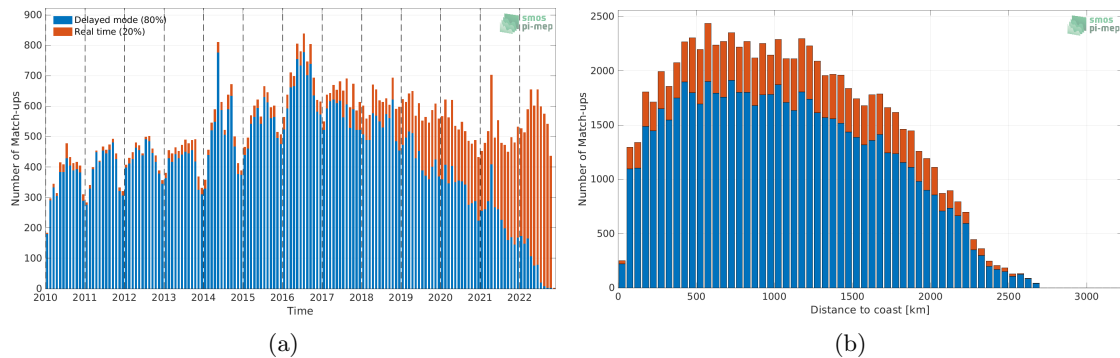 900
800
700
600
500
400
300
200
100
0
Number of Match-ups
Delayed mode (80%)
Real time (20%)
smos
pi-mep
2010 2011 2012 2013 2014 2015 2016 2017 2018 2019 2020 2021 2022
Time
(a)
2500
2000
1500
1000
500
0
Number of Match-ups
smos
pi-mep
0 500 1000 1500 2000 2500 3000
Distance to coast [km]
(b)